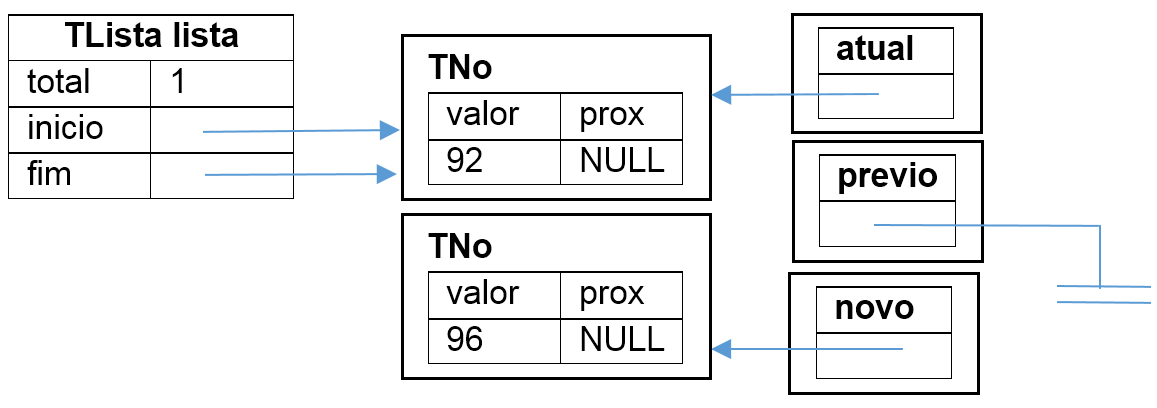 TLista lista
total 1
inicio
fim
TNo
valor prox
92 NULL
TNo
valor prox
96 NULL
atual
previo
novo